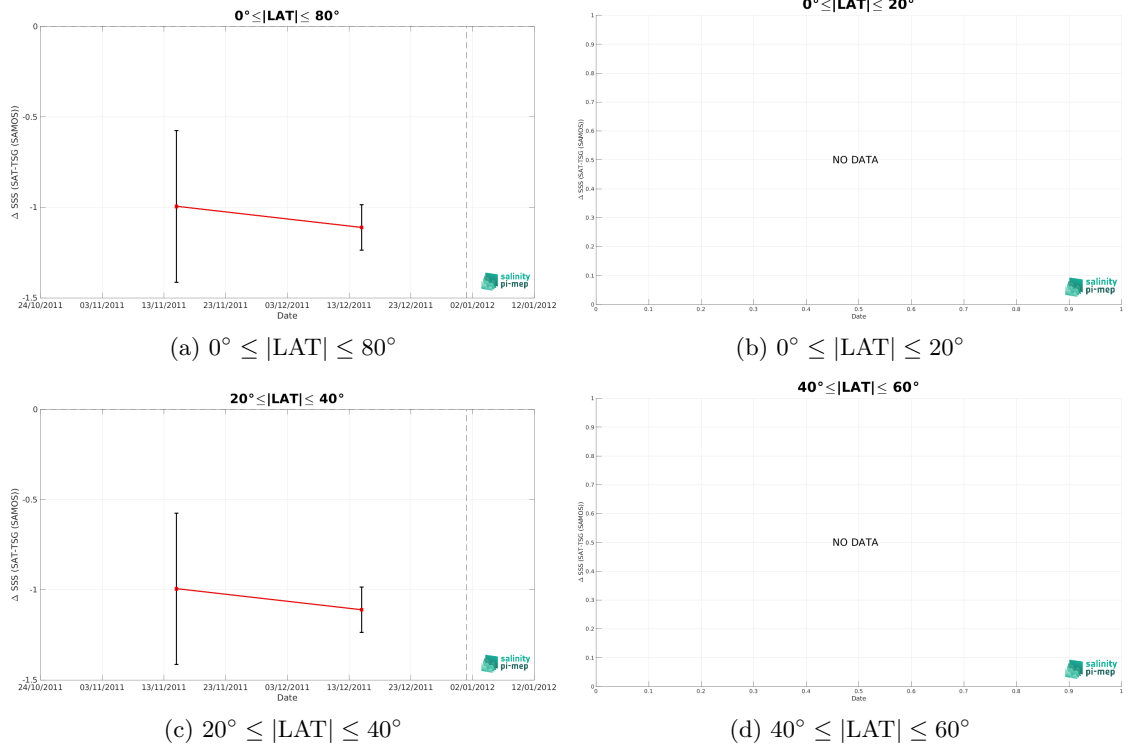 0°≤|LAT|≤ 80°
0
-0.5
-1
-1.5
Δ SSS (SAT-TSG (SAMOS))
24/10/2011 03/11/2011 13/11/2011 23/11/2011 03/12/2011 13/12/2011 23/12/2011 02/01/2012 12/01/2012
Date
salinity
pi-mep
(a) 0° ≤ |LAT| ≤ 80°
0°≤|LAT|≤ 20°
1
0.9
0.8
0.7
0.6
0.5
0.4
0.3
0.2
0.1
0
Δ SSS (SAT-TSG (SAMOS))
NO DATA
0 0.1 0.2 0.3 0.4 0.5 0.6 0.7 0.8 0.9 1
Date
salinity
pi-mep
(b) 0° ≤ |LAT| ≤ 20°
20°≤|LAT|≤ 40°
0
-0.5
-1
-1.5
Δ SSS (SAT-TSG (SAMOS))
24/10/2011 03/11/2011 13/11/2011 23/11/2011 03/12/2011 13/12/2011 23/12/2011 02/01/2012 12/01/2012
Date
salinity
pi-mep
(c) 20° ≤ |LAT| ≤ 40°
40°≤|LAT|≤ 60°
1
0.9
0.8
0.7
0.6
0.5
0.4
0.3
0.2
0.1
0
Δ SSS (SAT-TSG (SAMOS))
NO DATA
0 0.1 0.2 0.3 0.4 0.5 0.6 0.7 0.8 0.9 1
Date
salinity
pi-mep
(d) 40° ≤ |LAT| ≤ 60°